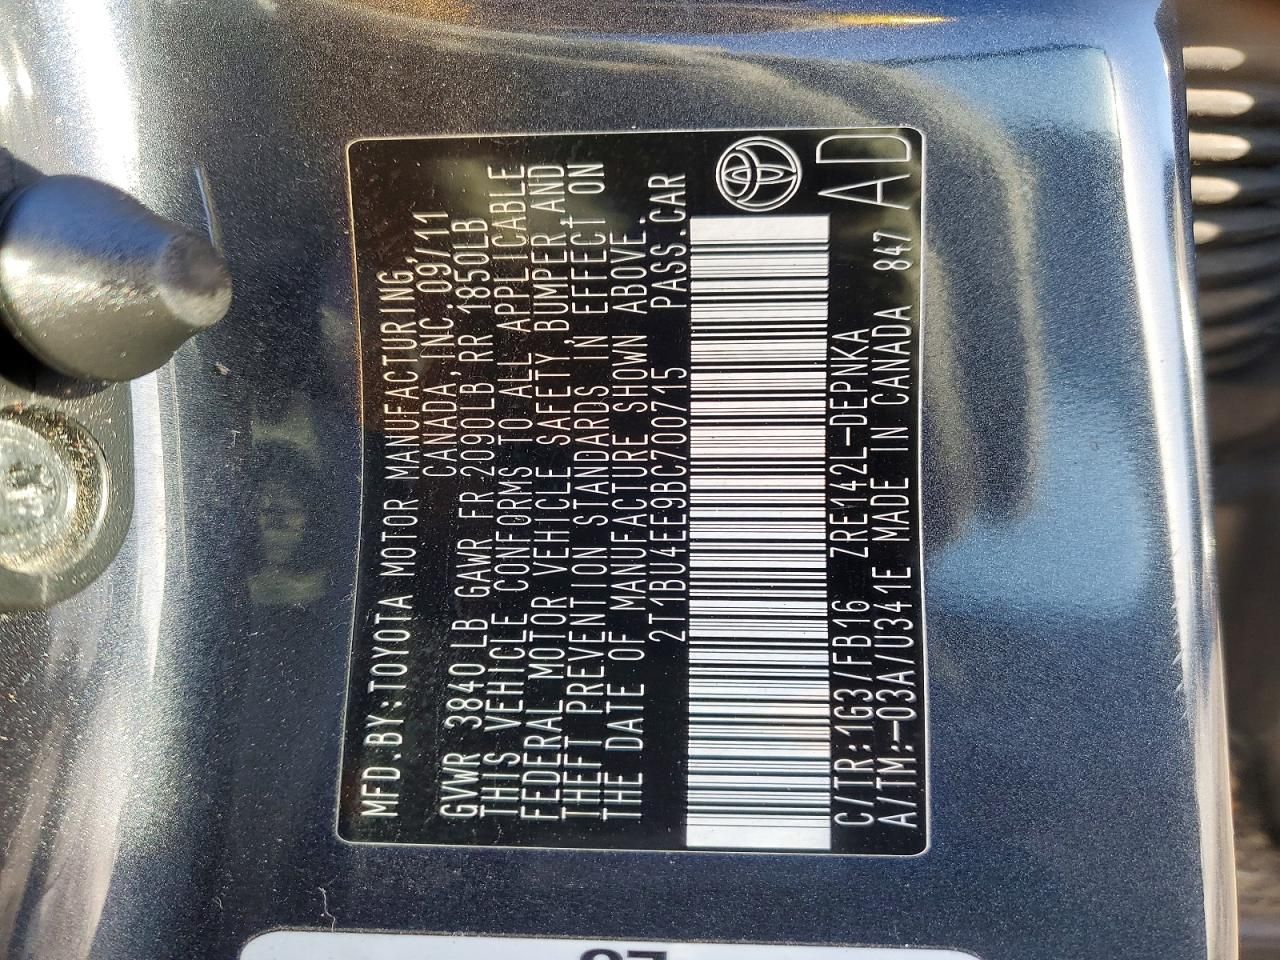 MFD.BY:TOYOTA MOTOR MANUFACTURING,
CANADA, INC. 09/11
GVWR 3840 LB GAWR FR 2090LB, RR 1850LB
THIS VEHICLE CONFORMS TO ALL APPLICABLE
FEDERAL MOTOR VEHICLE SAFETY,BUMPER,AND
THEFT PREVENTION STANDARDS IN EFFECT ON
THE DATE OF MANUFACTURE SHOWN ABOVE.
2T1BU4EE9BC700715 PASS.CAR
C/TR:1G3/FB16 ZRE142L-DEPNKA
A/TM:-03A/U341E MADE IN CANADA 847 AD